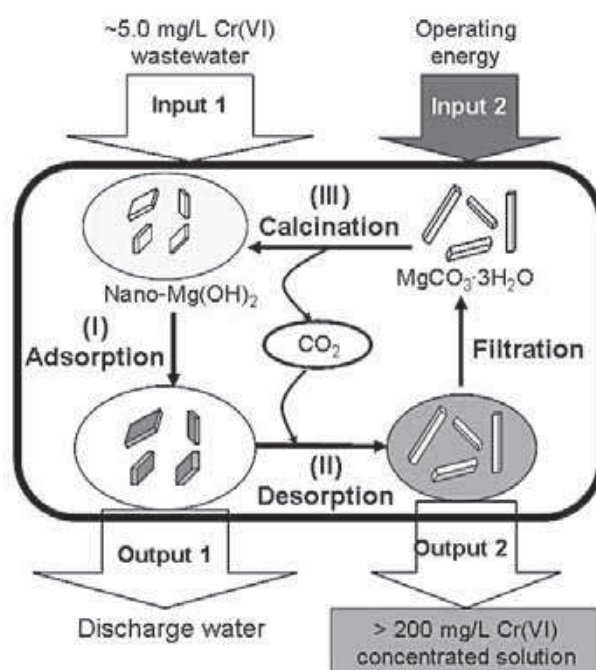 ~5.0 mg/L Cr(VI)
wastewater
Operating
energy
Input 1
Input 2
(III)
Calcination
Nano-Mg(OH)₂
MgCO₃·3H₂O
(I)
Adsorption
CO₂
Filtration
(II)
Desorption
Output 1
Output 2
Discharge water
> 200 mg/L Cr(VI)
concentrated solution